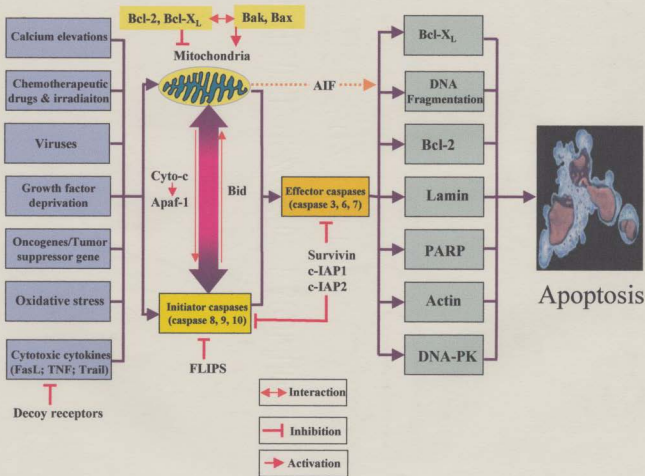 Bcl-2, Bcl-XL
Bak, Bax
Mitochondria
Calcium elevations
Chemotherapeutic
drugs & irradiaiton
Viruses
Growth factor
deprivation
Oncogenes/Tumor
suppressor gene
Oxidative stress
Cytotoxic cytokines
(FasL; TNF; Trail)
Decoy receptors
Cyto-c
Apaf-1
Bid
AIF
Initiator caspases
(caspase 8, 9, 10)
FLIPS
Effector caspases
(caspase 3, 6, 7)
Survivin
c-IAP1
c-IAP2
Bcl-XL
DNA
Fragmentation
Bcl-2
Lamin
PARP
Actin
DNA-PK
Apoptosis
Interaction
Inhibition
Activation